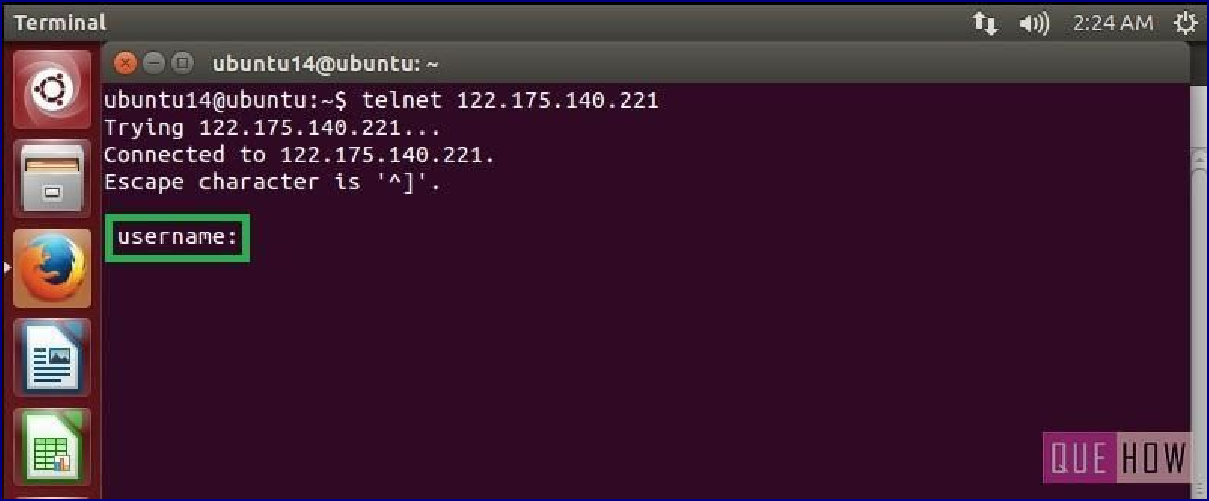 Terminal
2:24 AM
ubuntu14@ubuntu: ~
ubuntu14@ubuntu:~$ telnet 122.175.140.221
Trying 122.175.140.221...
Connected to 122.175.140.221.
Escape character is '^]'.
username:
QUE HOW